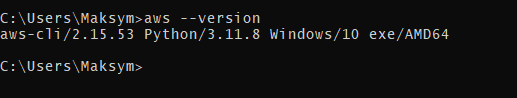 C:\Users\Maksym>aws --version
aws-cli/2.15.53 Python/3.11.8 Windows/10 exe/AMD64
C:\Users\Maksym>